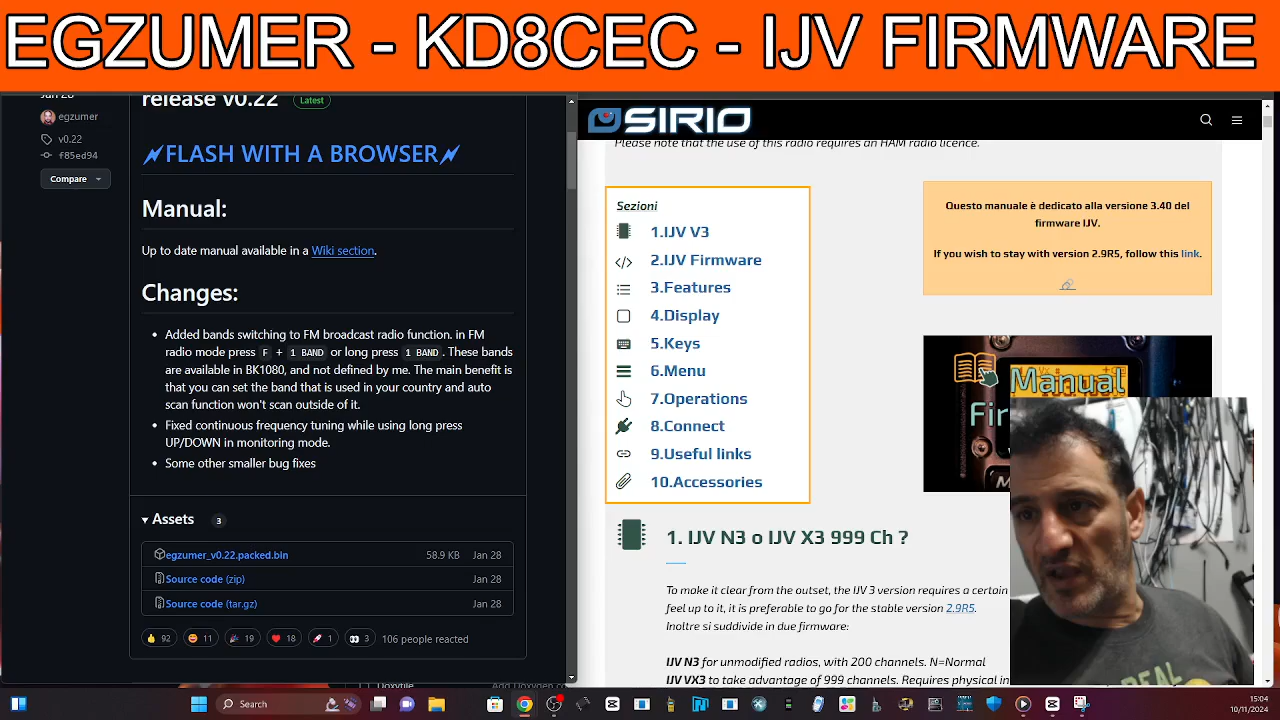 EGZUMER - KD8CEC - IJV FIRMWARE
Jan 28
egzumer
v0.22
f85ed94
Compare
release v0.22
Latest
FLASH WITH A BROWSER
Manual:
Up to date manual available in a Wiki section.
Changes:
Added bands switching to FM broadcast radio function. in FM
radio mode press F + 1 BAND or long press 1 BAND. These bands
are available in BK1080, and not defined by me. The main benefit is
that you can set the band that is used in your country and auto
scan function won't scan outside of it.
Fixed continuous frequency tuning while using long press
UP/DOWN in monitoring mode.
Some other smaller bug fixes
Assets 3
egzumer_v0.22.packed.bin 58.9 KB Jan 28
Source code (zip) Jan 28
Source code (tar.gz) Jan 28
92 11 19 18 1 3 106 people reacted
SIRIO
Please note that the use of this radio requires an HAM radio licence.
Sezioni
1.IJV V3
2.IJV Firmware
3.Features
4.Display
5.Keys
6.Menu
7.Operations
8.Connect
9.Useful links
10.Accessories
Questo manuale è dedicato alla versione 3.40 del
firmware IJV.
If you wish to stay with version 2.9R5, follow this link.
Manual
Fir
1. IJV N3 o IJV X3 999 Ch ?
To make it clear from the outset, the IJV 3 version requires a certain
feel up to it, it is preferable to go for the stable version 2.9R5.
Inoltre si suddivide in due firmware:
IJV N3 for unmodified radios, with 200 channels. N=Normal
IJV VX3 to take advantage of 999 channels. Requires physical in
Search
15:04
10/11/2024